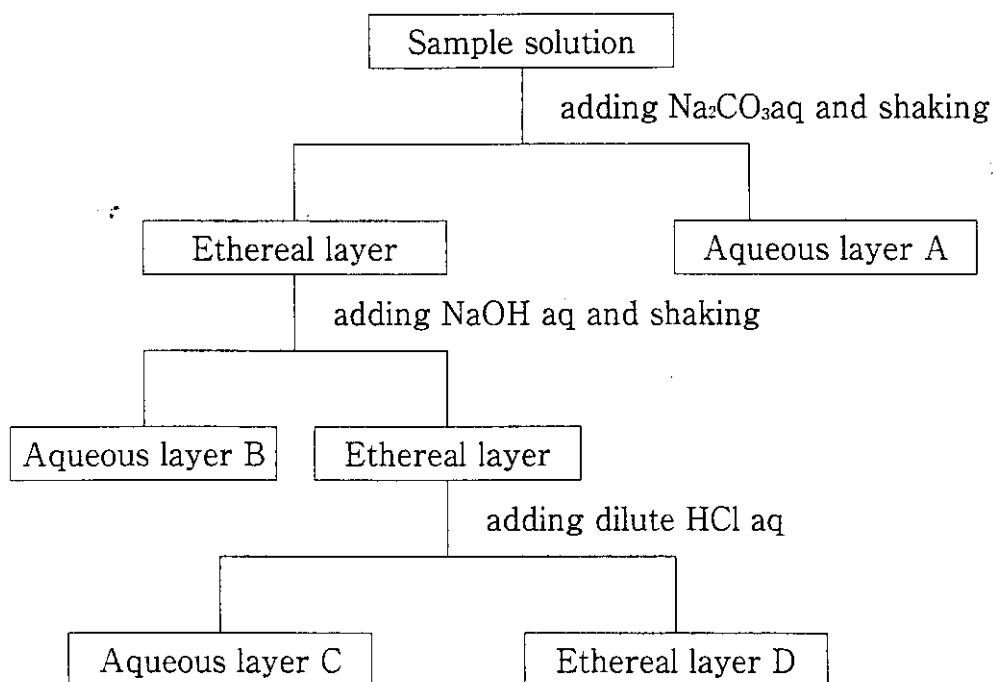 Sample solution
adding Na₂CO₃aq and shaking
Ethereal layer
Aqueous layer A
adding NaOH aq and shaking
Aqueous layer B
Ethereal layer
adding dilute HCl aq
Aqueous layer C
Ethereal layer D